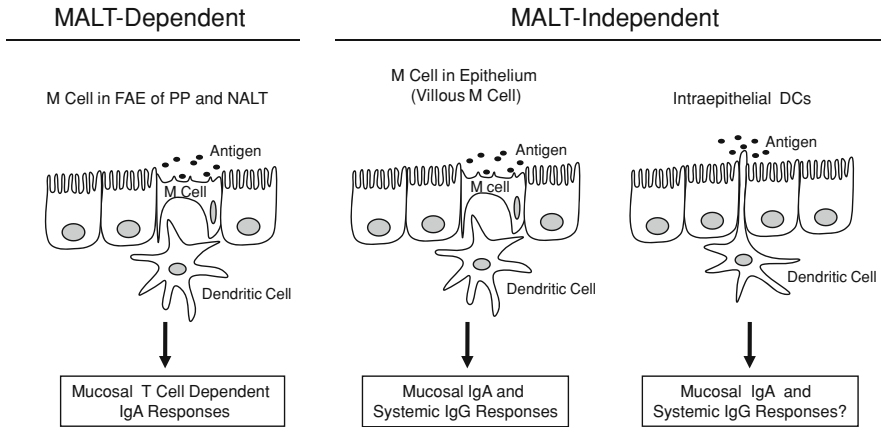 MALT-Dependent
MALT-Independent
M Cell in FAE of PP and NALT
M Cell in Epithelium
(Villous M Cell)
Intraepithelial DCs
Antigen
M Cell
Dendritic Cell
Antigen
M cell
Dendritic Cell
Antigen
Dendritic Cell
Mucosal T Cell Dependent
IgA Responses
Mucosal IgA and
Systemic IgG Responses
Mucosal IgA and
Systemic IgG Responses?